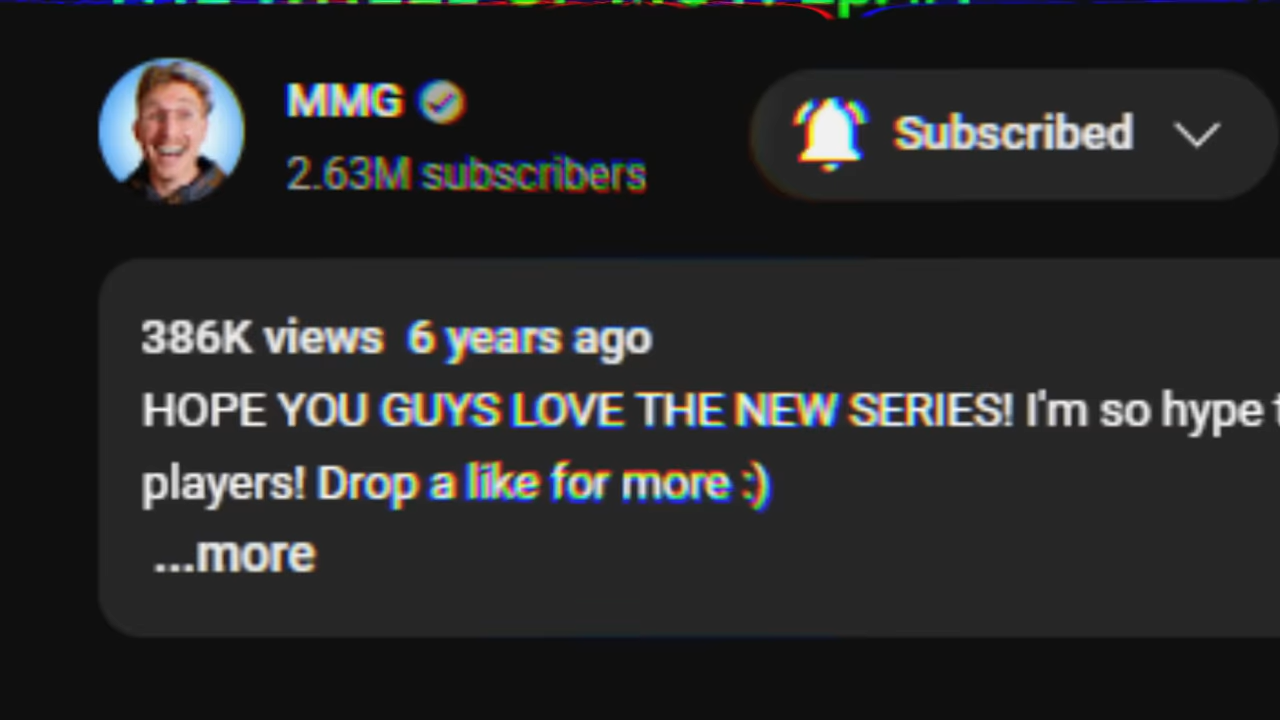 MMG
2.63M subscribers
Subscribed
386K views 6 years ago
HOPE YOU GUYS LOVE THE NEW SERIES! I'm so hype
players! Drop a like for more :)
...more